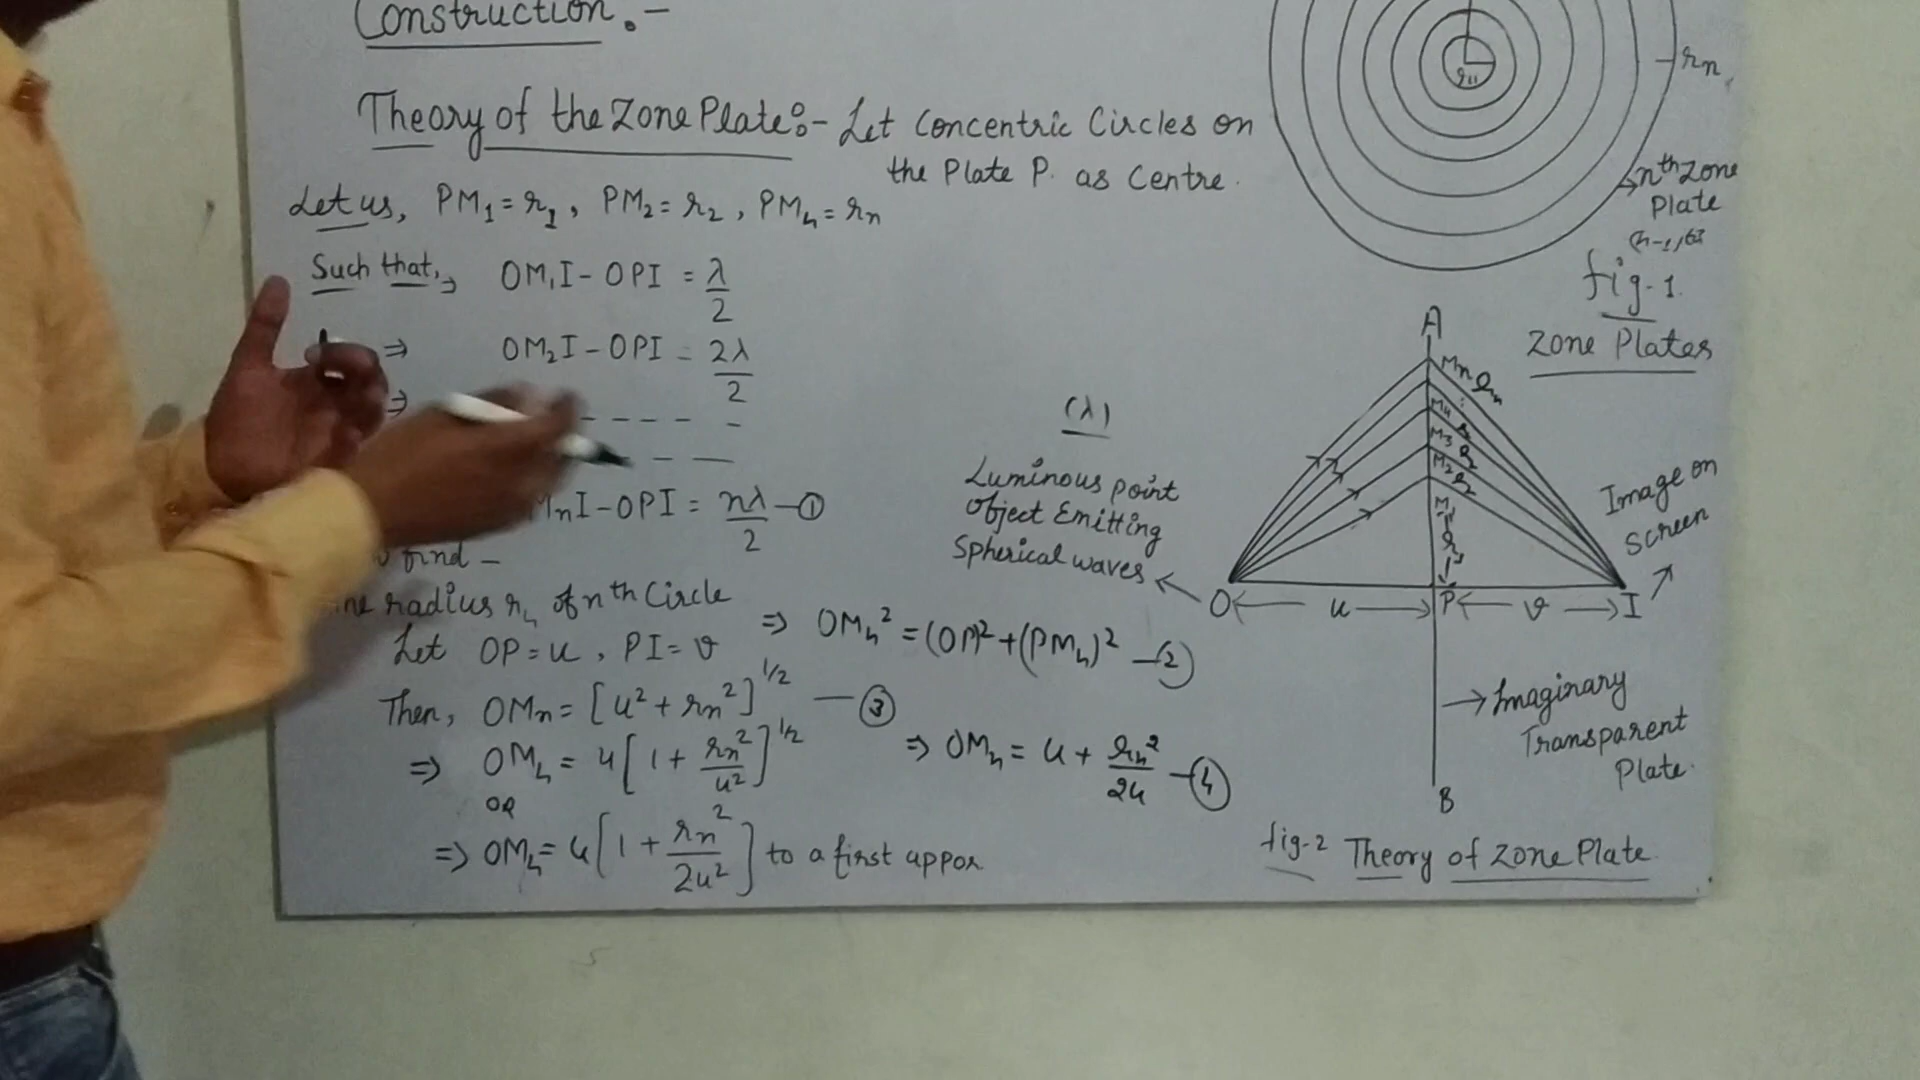 Construction.-
Theory of the Zone Plate:- Let Concentric Circles on
the Plate P. as Centre.
Let us, PM₁ = r₁, PM₂ = r₂, PMₙ = rₙ
Such that, ⇒ OM₁I - OPI = λ/2
⇒ OM₂I - OPI = 2λ/2
⇒ - - - - -
- -
MₙI - OPI = nλ/2 - ①
find -
radius rₙ of nth Circle
Let OP = u, PI = v
⇒ OMₙ² = (OP)² + (PMₙ)² - (2)
Then, OMₙ = [u² + rₙ²]^1/2 - ③
⇒ OMₙ = u[1 + rₙ²/u²]^1/2
OR
⇒ OMₙ = u[1 + rₙ²/2u²] to a first appox
⇒ OMₙ = u + rₙ²/2u - ④
r₁
rₙ
nth Zone
Plate
fig-1.
Zone Plates
(λ)
Luminous point
Object Emitting
Spherical waves
A
Mₙ
M₄
M₃
M₂
M₁
O u P v I
Image on
Screen
Imaginary
Transparent
Plate.
B
fig-2 Theory of Zone Plate